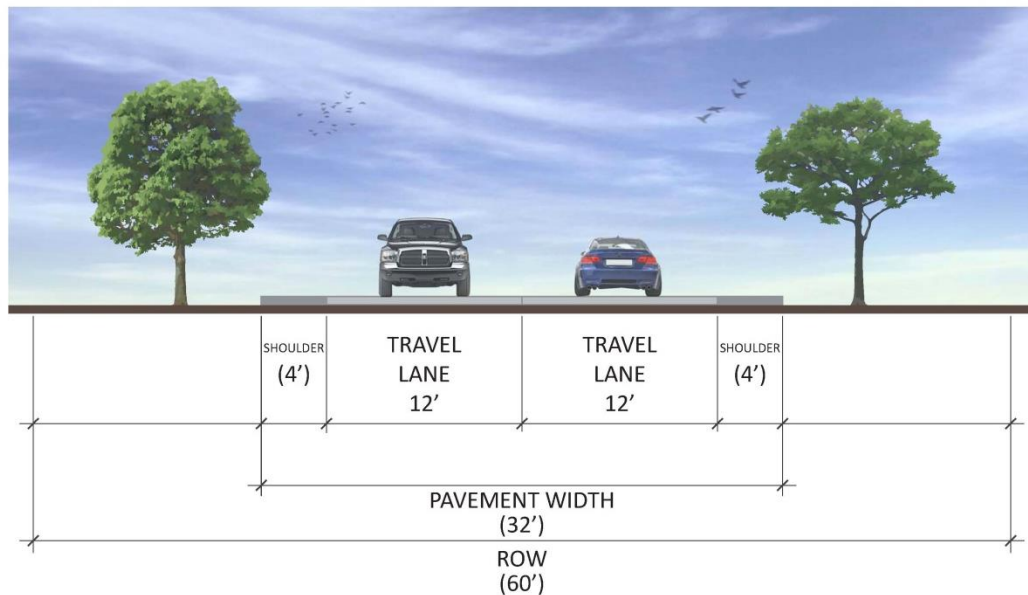 SHOULDER
(4’)
TRAVEL
LANE
12’
TRAVEL
LANE
12’
SHOULDER
(4’)
PAVEMENT WIDTH
(32’)
ROW
(60’)